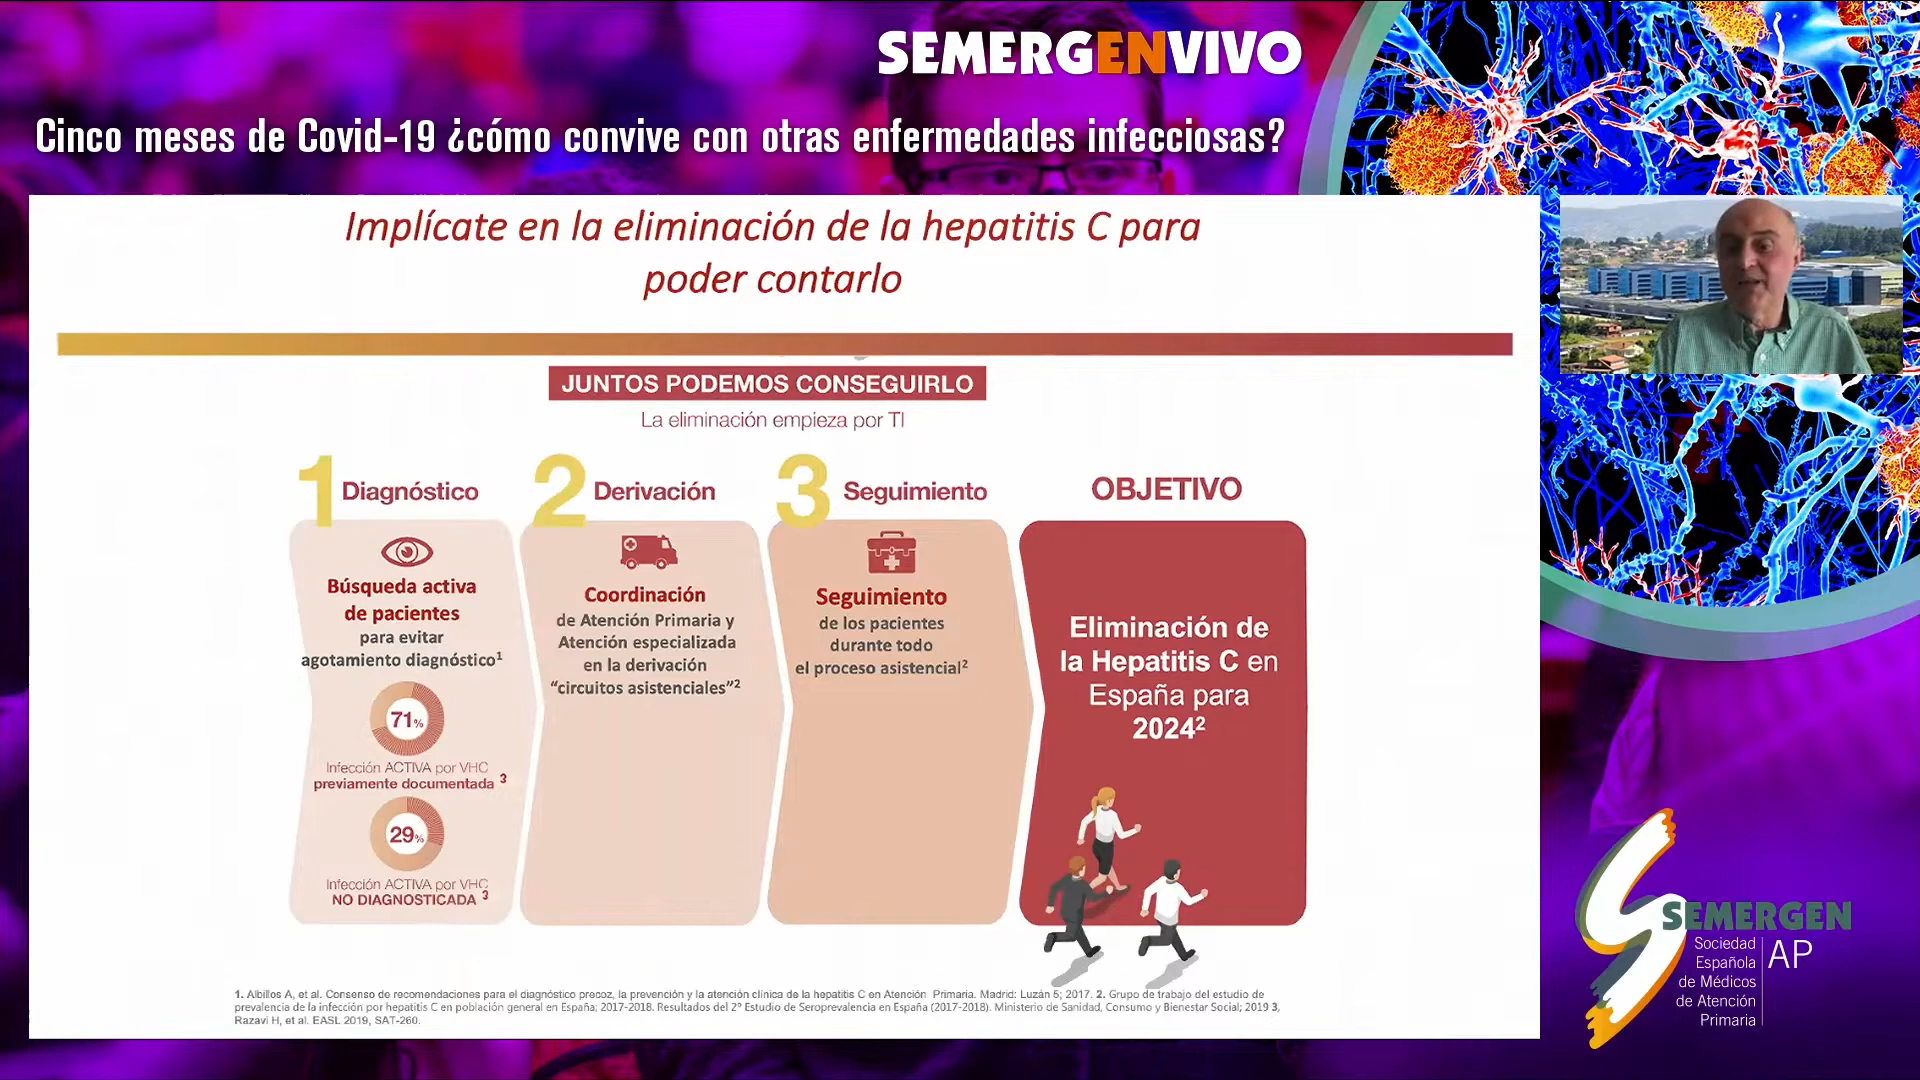 SEMERGENVIVO
Cinco meses de Covid-19 ¿cómo convive con otras enfermedades infecciosas?
Implícate en la eliminación de la hepatitis C para
poder contarlo
JUNTOS PODEMOS CONSEGUIRLO
La eliminación empieza por TI
1 Diagnóstico
Búsqueda activa
de pacientes
para evitar
agotamiento diagnóstico¹
71%
Infección ACTIVA por VHC
previamente documentada ³
29%
Infección ACTIVA por VHC
NO DIAGNOSTICADA ³
2 Derivación
Coordinación
de Atención Primaria y
Atención especializada
en la derivación
“circuitos asistenciales”²
3 Seguimiento
Seguimiento
de los pacientes
durante todo
el proceso asistencial²
OBJETIVO
Eliminación de
la Hepatitis C en
España para
2024²
1. Albillos A, et al. Consenso de recomendaciones para el diagnóstico precoz, la prevención y la atención clínica de la hepatitis C en Atención Primaria. Madrid: Luzán 5; 2017. 2. Grupo de trabajo del estudio de
prevalencia de la infección por hepatitis C en población general en España; 2017-2018. Resultados del 2º Estudio de Seroprevalencia en España (2017-2018). Ministerio de Sanidad, Consumo y Bienestar Social; 2019 3,
Razavi H, et al. EASL 2019, SAT-260.
SEMERGEN
Sociedad
Española
de Médicos
de Atención
Primaria
AP